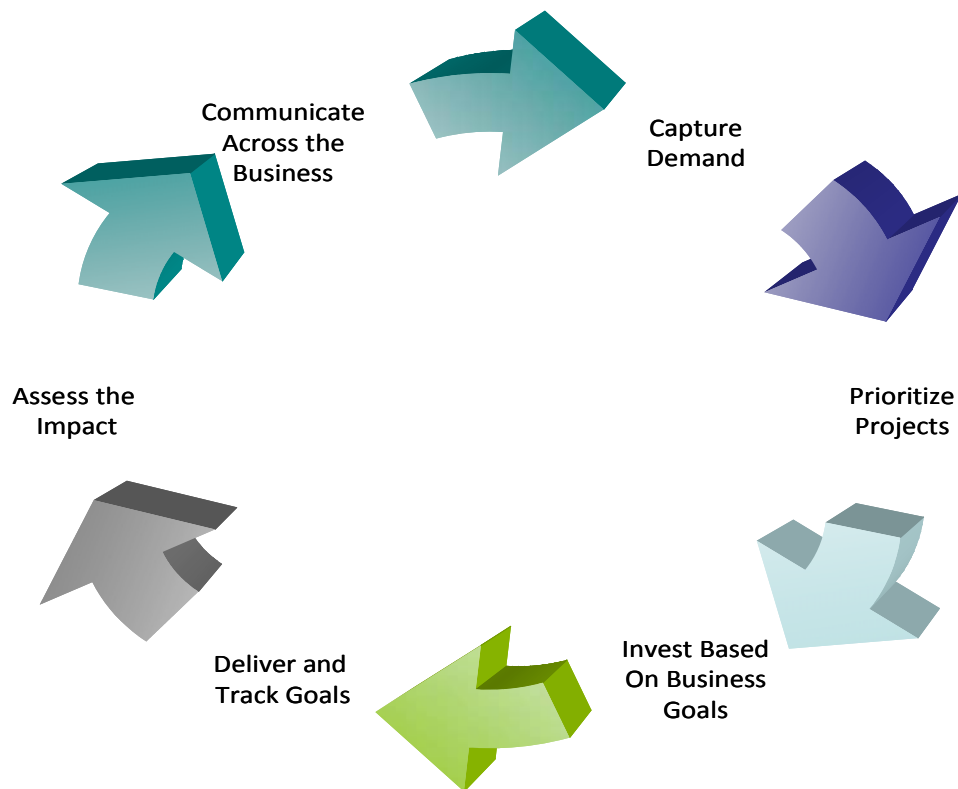 Communicate
Across the
Business
Capture
Demand
Prioritize
Projects
Invest Based
On Business
Goals
Deliver and
Track Goals
Assess the
Impact